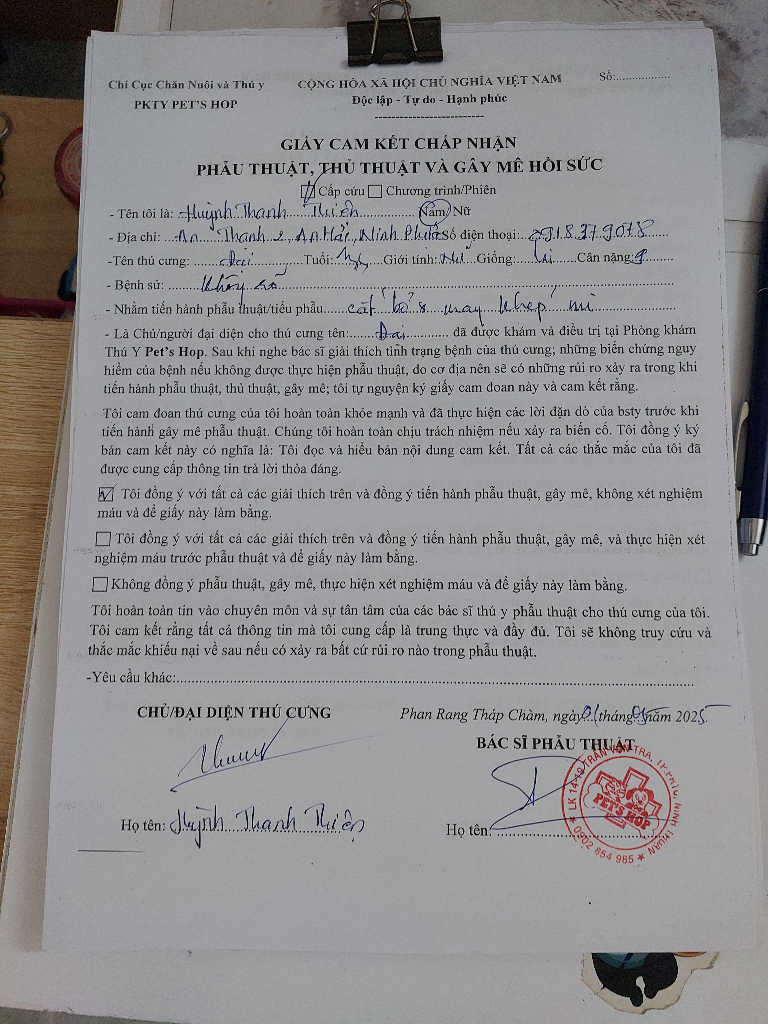 Chi Cục Chăn Nuôi và Thú y
PKTY PET'S HOP
CỘNG HÒA XÃ HỘI CHỦ NGHĨA VIỆT NAM
Độc lập - Tự do - Hạnh phúc
Số:
GIẤY CAM KẾT CHẤP NHẬN
PHẪU THUẬT, THỦ THUẬT VÀ GÂY MÊ HỒI SỨC
Cấp cứu Chương trình/Phiên
- Tên tôi là: Huỳnh Thanh Thiện Nam/ Nữ
- Địa chỉ: An Thạnh 2, An Hải, Ninh Phước Số điện thoại: 0918379078
-Tên thú cưng: Đai Tuổi: Giới tính: Giống: lai Cân nặng: 9
- Bệnh sử: không có
- Nhằm tiến hành phẫu thuật/tiểu phẫu cắt bỏ & may khép mi
- Là Chủ/người đại diện cho thú cưng tên: Đai đã được khám và điều trị tại Phòng khám
Thú Y Pet's Hop. Sau khi nghe bác sĩ giải thích tình trạng bệnh của thú cưng; những biến chứng nguy
hiểm của bệnh nếu không được thực hiện phẫu thuật, do cơ địa nên sẽ có những rủi ro xảy ra trong khi
tiến hành phẫu thuật, thủ thuật, gây mê; tôi tự nguyện ký giấy cam đoan này và cam kết rằng.
Tôi cam đoan thú cưng của tôi hoàn toàn khỏe mạnh và đã thực hiện các lời dặn dò của bsty trước khi
tiến hành gây mê phẫu thuật. Chúng tôi hoàn toàn chịu trách nhiệm nếu xảy ra biến cố. Tôi đồng ý ký
bản cam kết này có nghĩa là: Tôi đọc và hiểu bản nội dung cam kết. Tất cả các thắc mắc của tôi đã
được cung cấp thông tin trả lời thỏa đáng.
Tôi đồng ý với tất cả các giải thích trên và đồng ý tiến hành phẫu thuật, gây mê, không xét nghiệm
máu và để giấy này làm bằng.
Tôi đồng ý với tất cả các giải thích trên và đồng ý tiến hành phẫu thuật, gây mê, và thực hiện xét
nghiệm máu trước phẫu thuật và để giấy này làm bằng.
Không đồng ý phẫu thuật, gây mê, thực hiện xét nghiệm máu và để giấy này làm bằng.
Tôi hoàn toàn tin vào chuyên môn và sự tân tâm của các bác sĩ thú y phẫu thuật cho thú cưng của tôi.
Tôi cam kết rằng tất cả thông tin mà tôi cung cấp là trung thực và đầy đủ. Tôi sẽ không truy cứu và
thắc mắc khiếu nại về sau nếu có xảy ra bất cứ rủi ro nào trong phẫu thuật.
-Yêu cầu khác:
CHỦ/ĐẠI DIỆN THÚ CƯNG
Phan Rang Tháp Chàm, ngày 01 tháng 05 năm 2025
BÁC SĨ PHẪU THUẬT
LK 14-19 TRẦN VĂN TRÀ, TP.PRTC, NINH THUẬN
PET'S HOP
★ 0902 654 985 ★
Họ tên: Huỳnh Thanh Thiện
Họ tên: